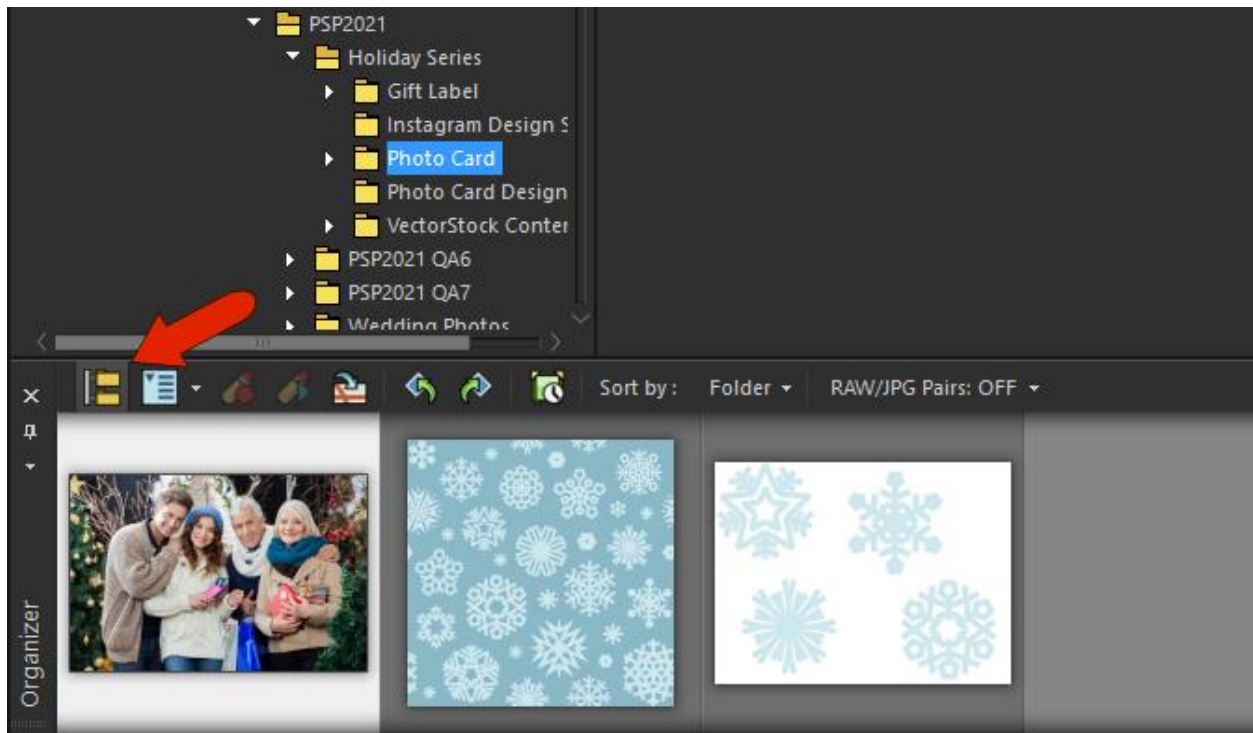 PSP2021
Holiday Series
Gift Label
Instagram Design S
Photo Card
Photo Card Design
VectorStock Conter
PSP2021 QA6
PSP2021 QA7
Wedding Photos
Sort by : Folder RAW/JPG Pairs: OFF
Organizer